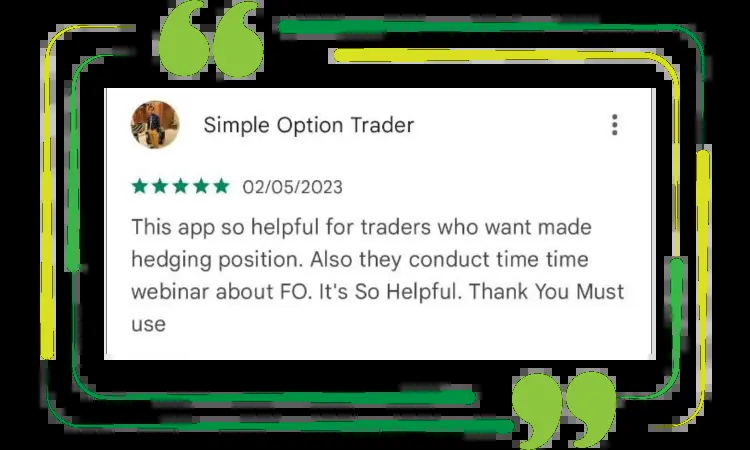 Simple Option Trader
02/05/2023
This app so helpful for traders who want made
hedging position. Also they conduct time time
webinar about FO. It's So Helpful. Thank You Must
use